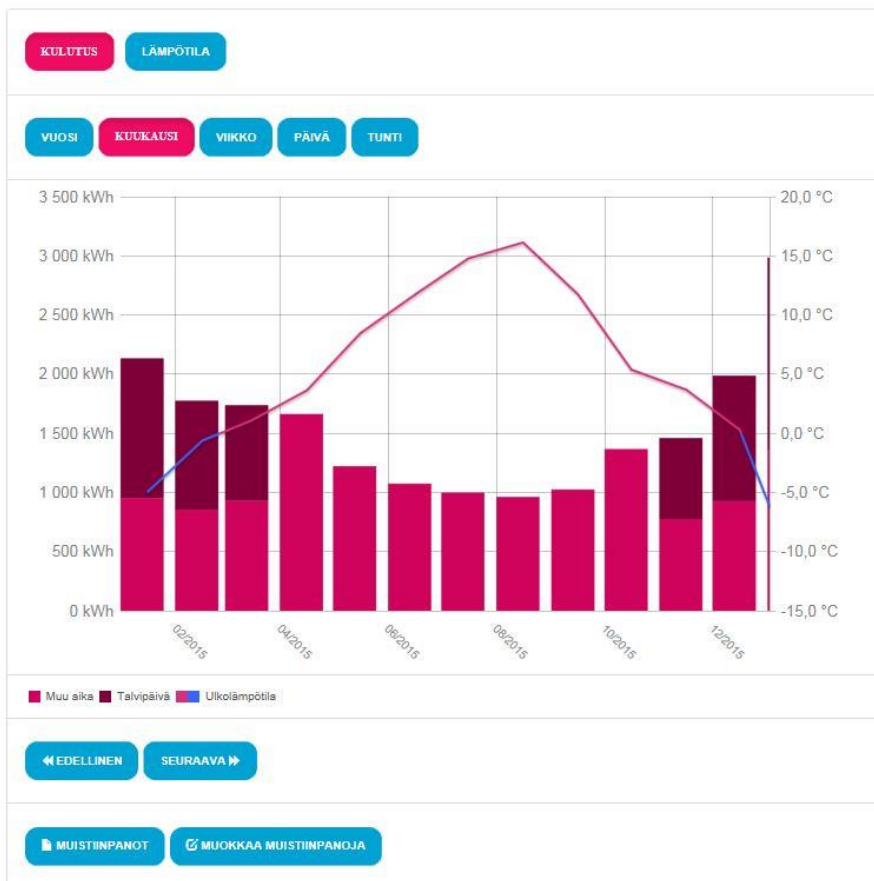 KULUTUS LÄMPÖTILA
VUOSI KUUKAUSI VIIKKO PÄIVÄ TUNTI
3 500 kWh 20,0 °C
3 000 kWh 15,0 °C
2 500 kWh 10,0 °C
2 000 kWh 5,0 °C
1 500 kWh 0,0 °C
1 000 kWh -5,0 °C
500 kWh -10,0 °C
0 kWh -15,0 °C
02/2015 04/2015 06/2015 08/2015 10/2015 12/2015
Muu aika Talvipäivä Ulkolämpötila
EDELLINEN SEURAAVA
MUISTIINPANOT MUOKKAA MUISTIINPANOJA